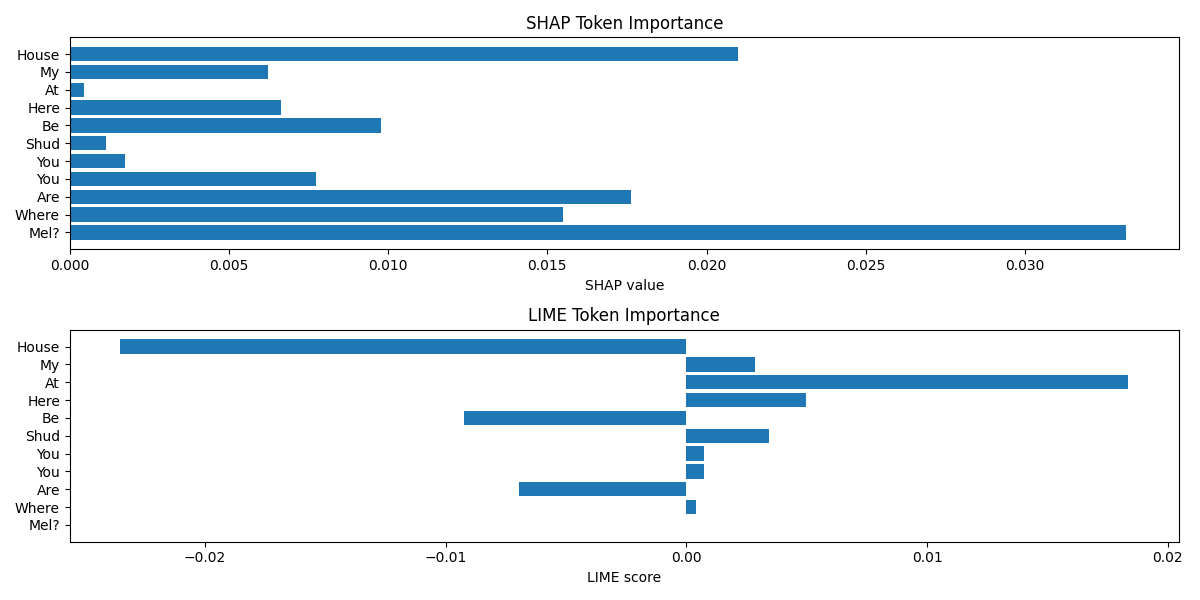 SHAP Token Importance
House
My
At
Here
Be
Shud
You
You
Are
Where
Mel?
0.000 0.005 0.010 0.015 0.020 0.025 0.030
SHAP value
LIME Token Importance
House
My
At
Here
Be
Shud
You
You
Are
Where
Mel?
−0.02 −0.01 0.00 0.01 0.02
LIME score